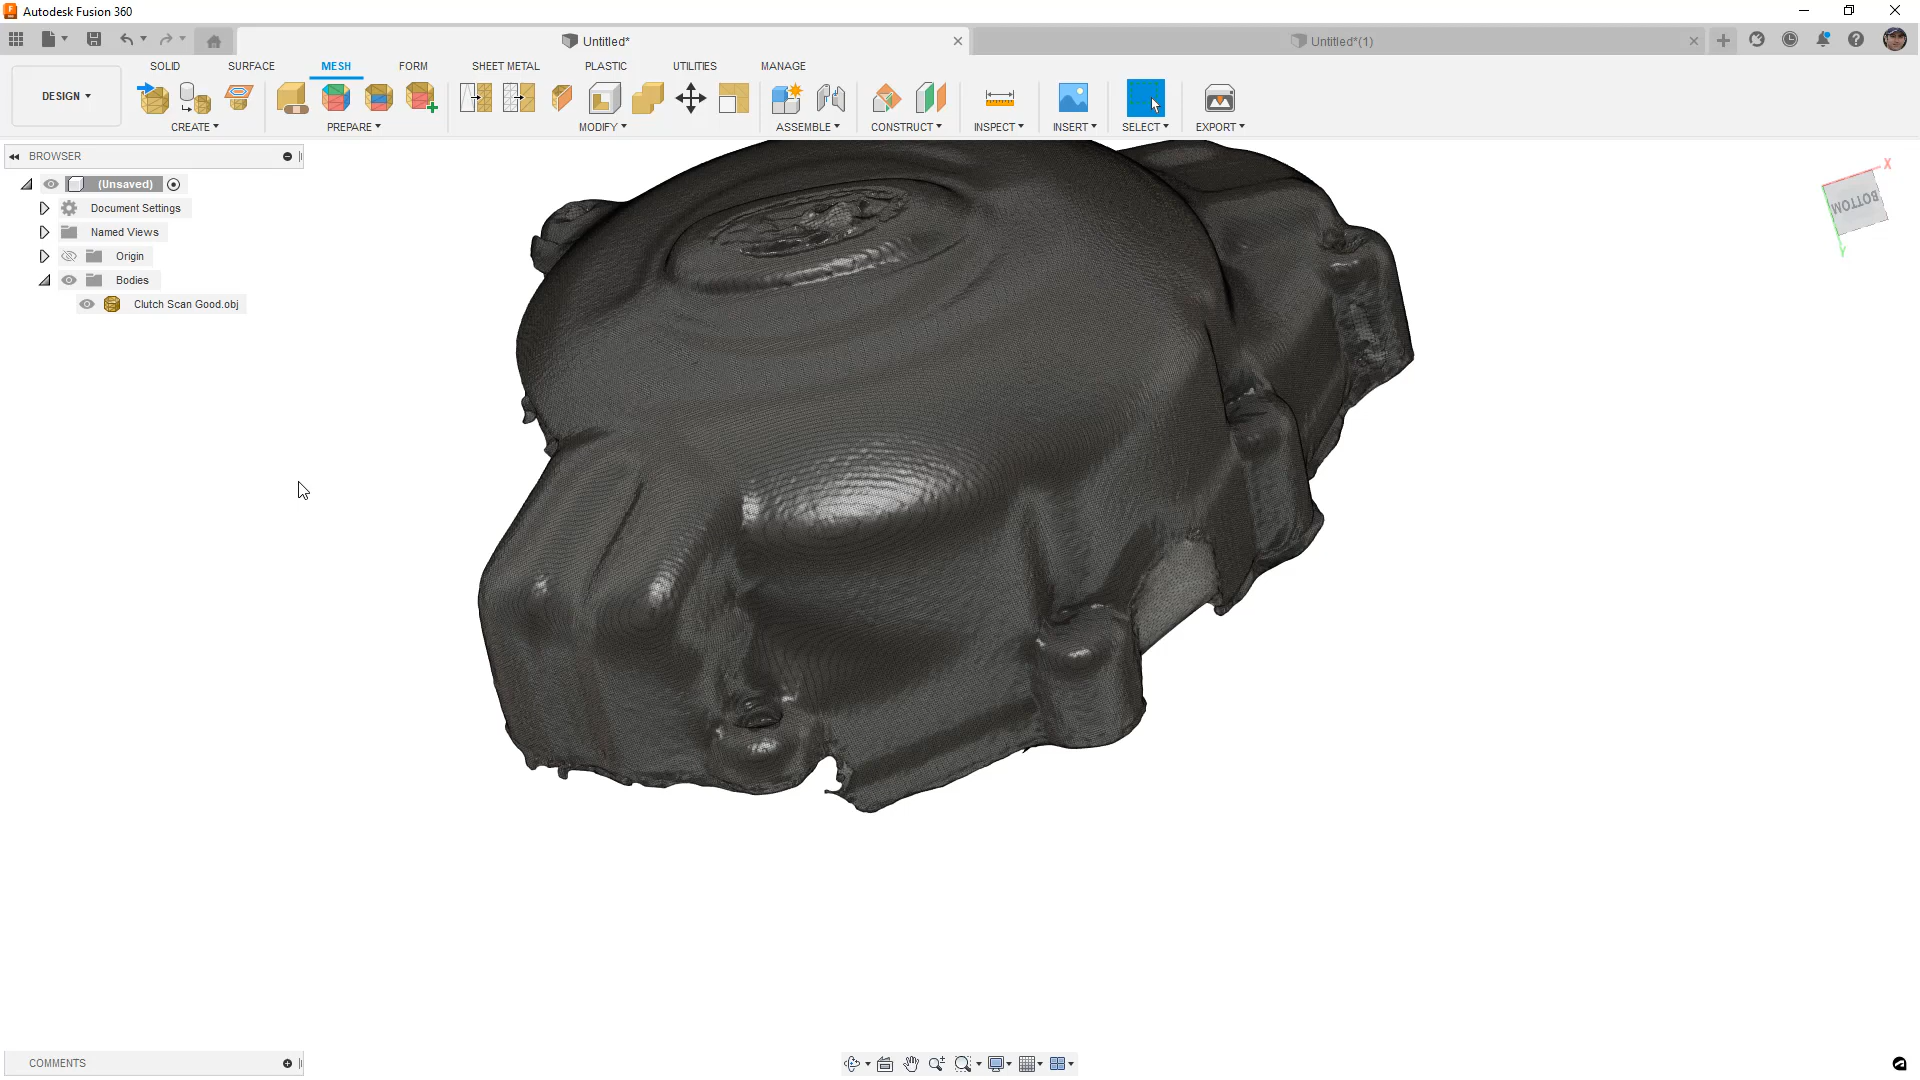 Autodesk Fusion 360
Untitled*
Untitled*(1)
SOLID
SURFACE
MESH
FORM
SHEET METAL
PLASTIC
UTILITIES
MANAGE
DESIGN
CREATE
PREPARE
MODIFY
ASSEMBLE
CONSTRUCT
INSPECT
INSERT
SELECT
EXPORT
BROWSER
(Unsaved)
Document Settings
Named Views
Origin
Bodies
Clutch Scan Good.obj
X
BOTTOM
Y
COMMENTS